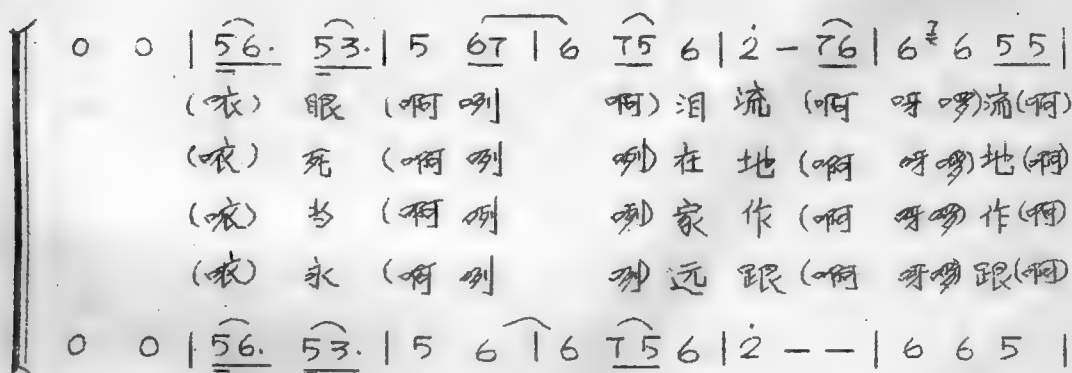 0 0 | 56. 53. | 5 67 | 6 75 6 | 2̇ - 76 | 6 7 6 55 |
(哝) 眼 (啊 咧 啊) 泪 流 (啊 呀 啰) 流 (啊)
(哝) 死 (啊 咧 咧) 在 地 (啊 呀 啰) 地 (啊)
(哝) 当 (啊 咧 咧) 家 作 (啊 呀 啰) 作 (啊)
(哝) 永 (啊 咧 咧) 远 跟 (啊 呀 啰 跟 (啊)
0 0 | 56. 53. | 5 6 | 6 75 6 | 2̇ - - | 6 6 5 |